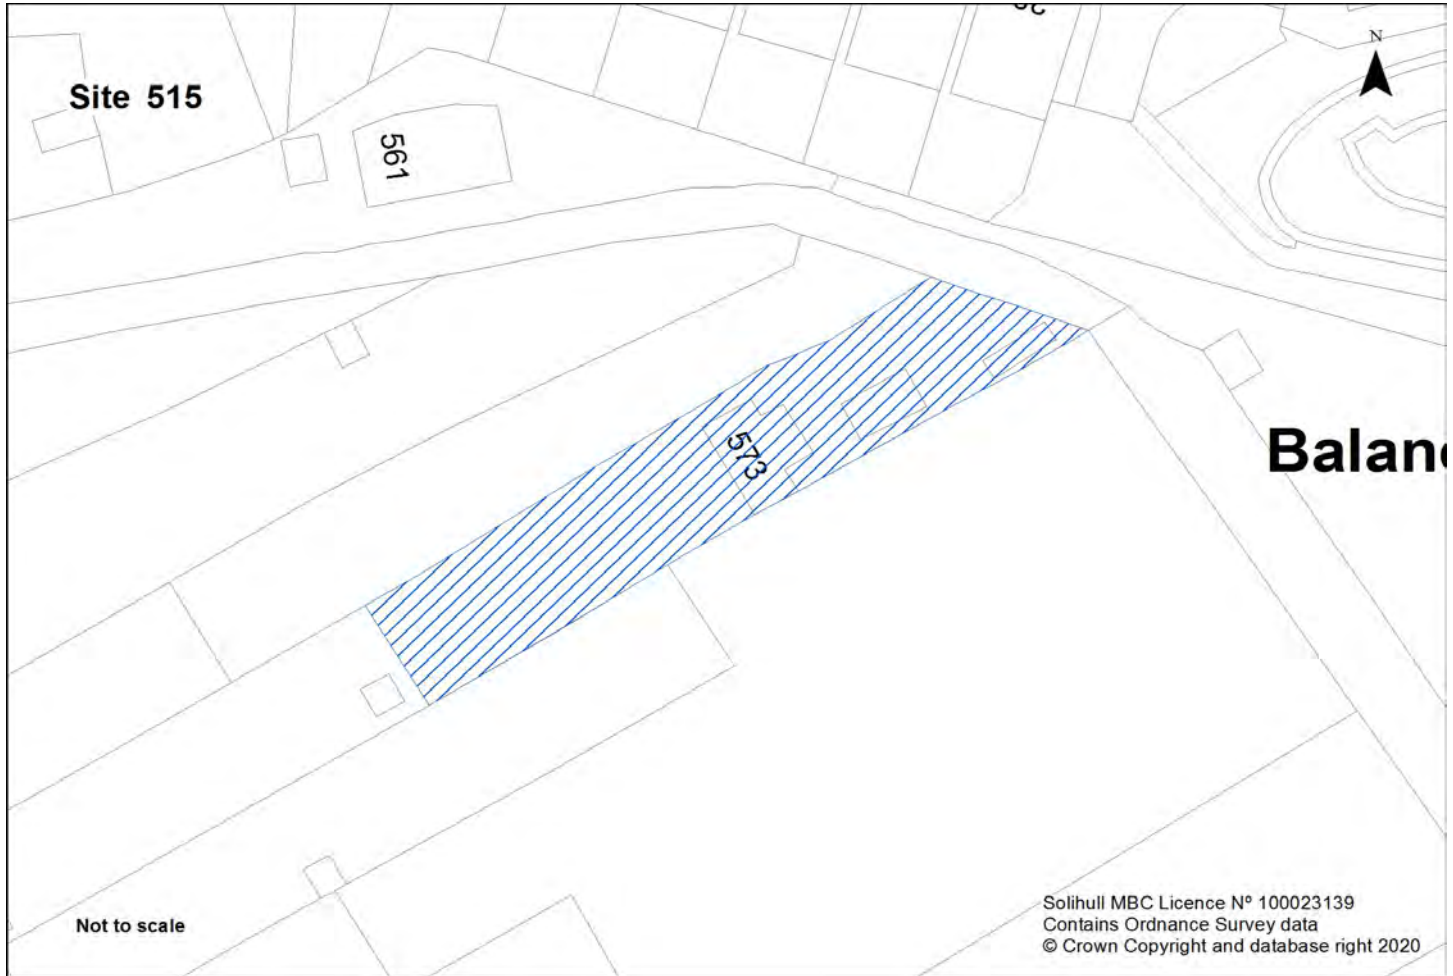 N
Site 515
561
573
Not to scale
Solihull MBC Licence Nº 100023139
Contains Ordnance Survey data
© Crown Copyright and database right 2020